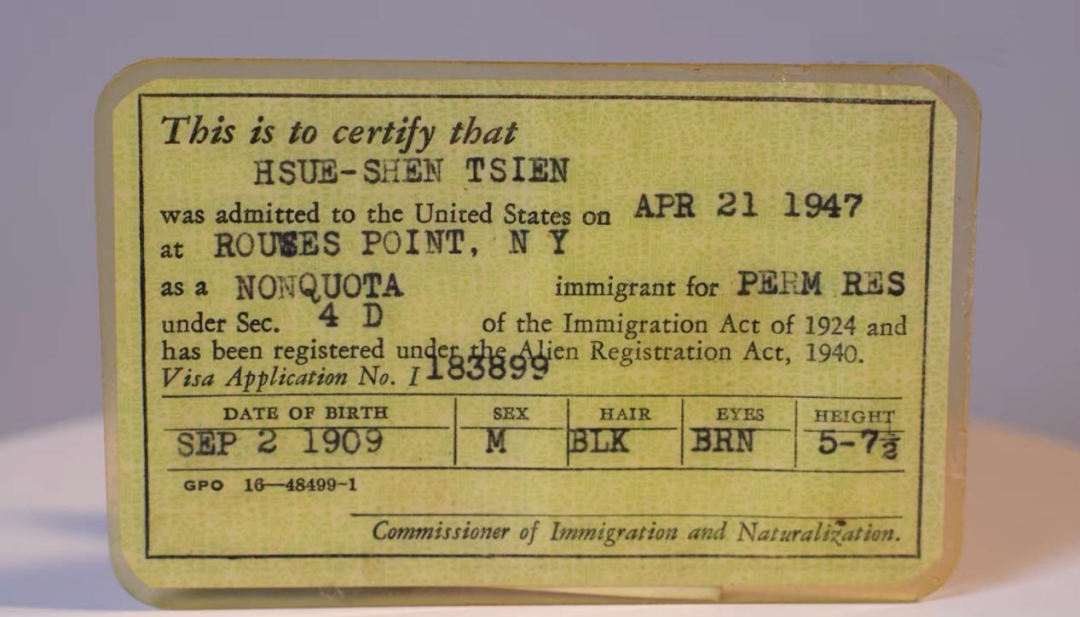 This is to certify that
HSUE-SHEN TSIEN
was admitted to the United States on APR 21 1947
at ROUSES POINT, N Y
as a NONQUOTA immigrant for PERM RES
under Sec. 4 D of the Immigration Act of 1924 and
has been registered under the Alien Registration Act, 1940.
Visa Application No. I 183899
DATE OF BIRTH SEX HAIR EYES HEIGHT
SEP 2 1909 M BLK BRN 5-7½
GPO 16—48499-1
Commissioner of Immigration and Naturalization.